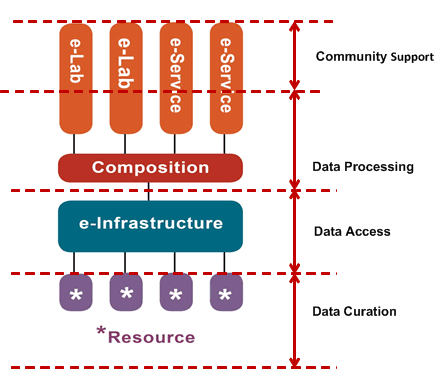 e-Lab
e-Lab
e-Service
e-Service
Community Support
Composition
Data Processing
e-Infrastructure
Data Access
* * * *
*Resource
Data Curation